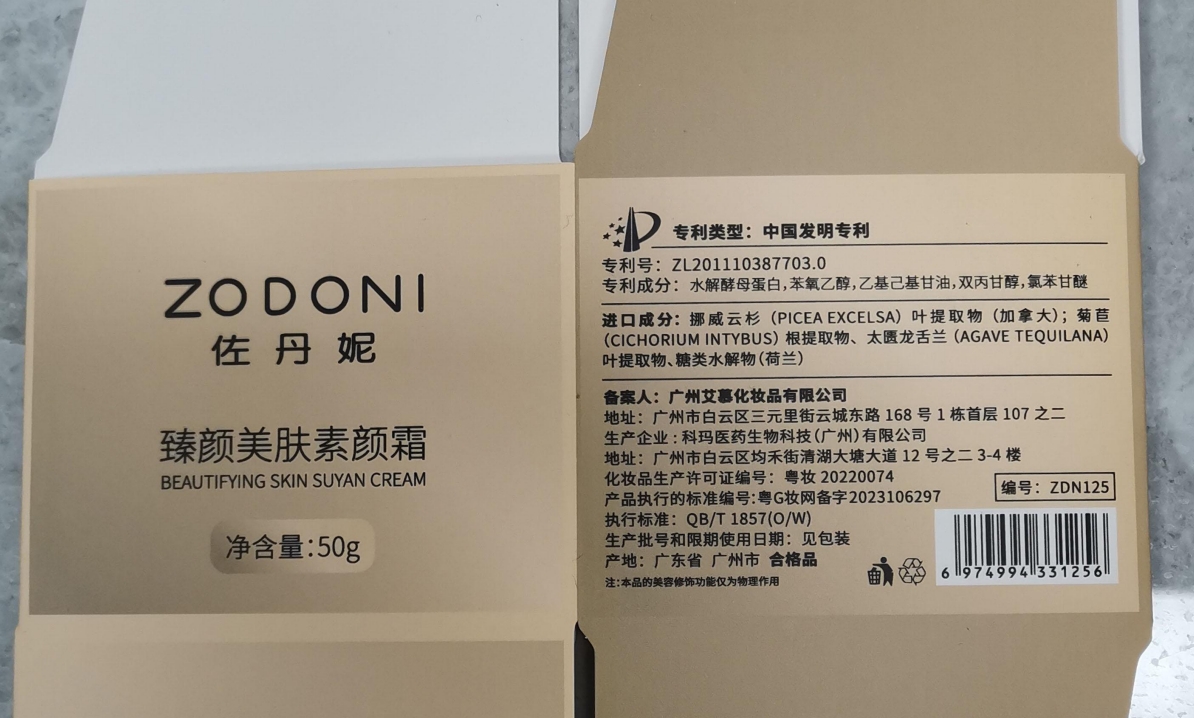 ZODONI
佐丹妮
臻颜美肤素颜霜
BEAUTIFYING SKIN SUYAN CREAM
净含量:50g
专利类型：中国发明专利
专利号：ZL201110387703.0
专利成分：水解酵母蛋白,苯氧乙醇,乙基己基甘油,双丙甘醇,氯苯甘醚
进口成分：挪威云杉（PICEA EXCELSA）叶提取物（加拿大）；菊苣
（CICHORIUM INTYBUS）根提取物、太匮龙舌兰（AGAVE TEQUILANA）
叶提取物、糖类水解物（荷兰）
备案人：广州艾慕化妆品有限公司
地址：广州市白云区三元里街云城东路 168 号 1 栋首层 107 之二
生产企业：科玛医药生物科技（广州）有限公司
地址：广州市白云区均禾街清湖大塘大道 12 号之二 3-4 楼
化妆品生产许可证编号：粤妆 20220074
产品执行的标准编号:粤G妆网备字2023106297
编号：ZDN125
执行标准：QB/T 1857(O/W)
生产批号和限期使用日期：见包装
产地：广东省 广州市 合格品
注:本品的美容修饰功能仅为物理作用
6 974994 331256